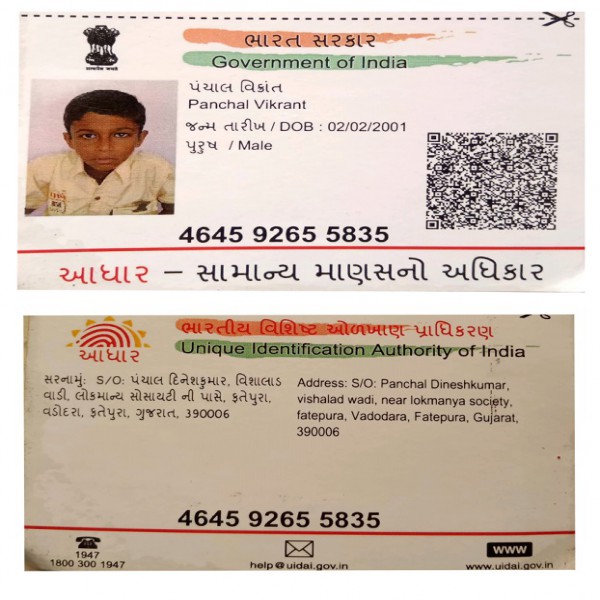 ભારત સરકાર
Government of India
પંચાલ વિક્રાંત
Panchal Vikrant
જન્મ તારીખ / DOB : 02/02/2001
પુરુષ / Male
4645 9265 5835
આધાર – સામાન્ય માણસનો અધિકાર
ભારતીય વિશિષ્ટ ઓળખાણ પ્રાધિકરણ
આધાર
Unique Identification Authority of India
સરનામું: S/O: પંચાલ દિનેશકુમાર, વિશાલાડ
વાડી, લોકમાન્ય સોસાયટી ની પાસે, ફતેપુરા,
વડોદરા, ફતેપુરા, ગુજરાત, 390006
Address: S/O: Panchal Dineshkumar,
vishalad wadi, near lokmanya society,
fatepura, Vadodara, Fatepura, Gujarat,
390006
4645 9265 5835
1947
1800 300 1947
help@uidai.gov.in
www
www.uidai.gov.in